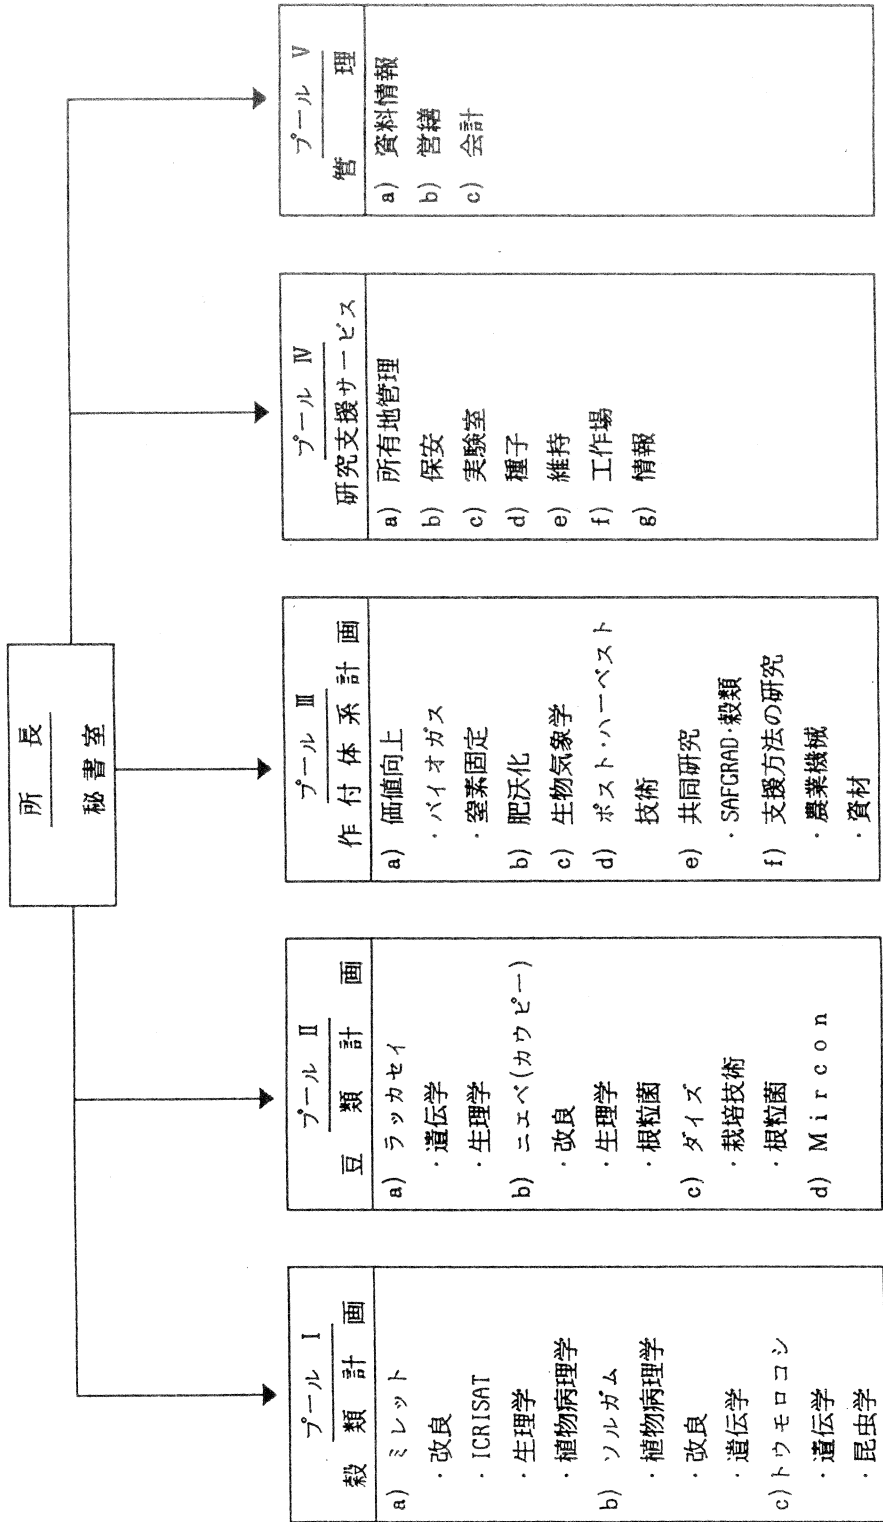 所　長
秘書室
プール Ⅰ
穀 類 計 画
a) ミレット
・改良
・ICRISAT
・生理学
・植物病理学
b) ソルガム
・植物病理学
・改良
・遺伝学
c)トウモロコシ
・遺伝学
・昆虫学
プール Ⅱ
豆 類 計 画
a) ラッカセイ
・遺伝学
・生理学
b) ニエベ(カウピー)
・改良
・生理学
・根粒菌
c) ダイズ
・栽培技術
・根粒菌
d) Mircon
プール Ⅲ
作付体系計画
a) 価値向上
・バイオガス
・窒素固定
b) 肥沃化
c) 生物気象学
d) ポスト・ハーベスト
技術
e) 共同研究
・SAFGRAD・穀類
f) 支援方法の研究
・農業機械
・資材
プール Ⅳ
研究支援サービス
a) 所有地管理
b) 保安
c) 実験室
d) 種子
e) 維持
f) 工作場
g) 情報
プール Ⅴ
管　理
a) 資料情報
b) 営繕
c) 会計